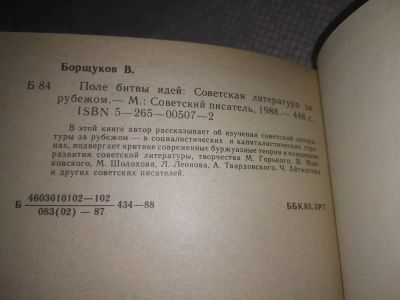 Борщуков В.
Б 84 Поле битвы идей: Советская литература за
рубежом.— М.: Советский писатель, 1988.— 448 с.
ISBN 5—265—00507—2
В этой книге автор рассказывает об изучении советской литера-
туры за рубежом — в социалистических и капиталистических стра-
нах, подвергает критике современные буржуазные теории и концепции
развития советской литературы, творчества М. Горького, В. Мая-
ковского, М. Шолохова, Л. Леонова, А. Твардовского, Ч. Айтматова
и других советских писателей.
Б 4603010102—102
083(02) — 87 434—88
ББК83.3Р7